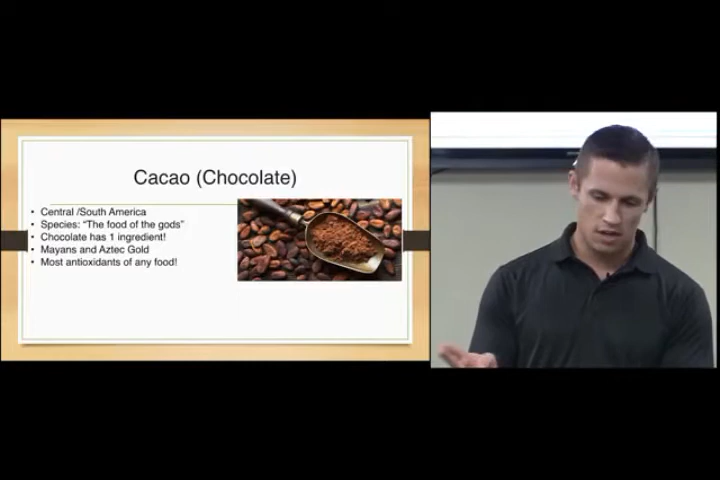 Cacao (Chocolate)
• Central /South America
• Species: “The food of the gods”
• Chocolate has 1 ingredient!
• Mayans and Aztec Gold
• Most antioxidants of any food!